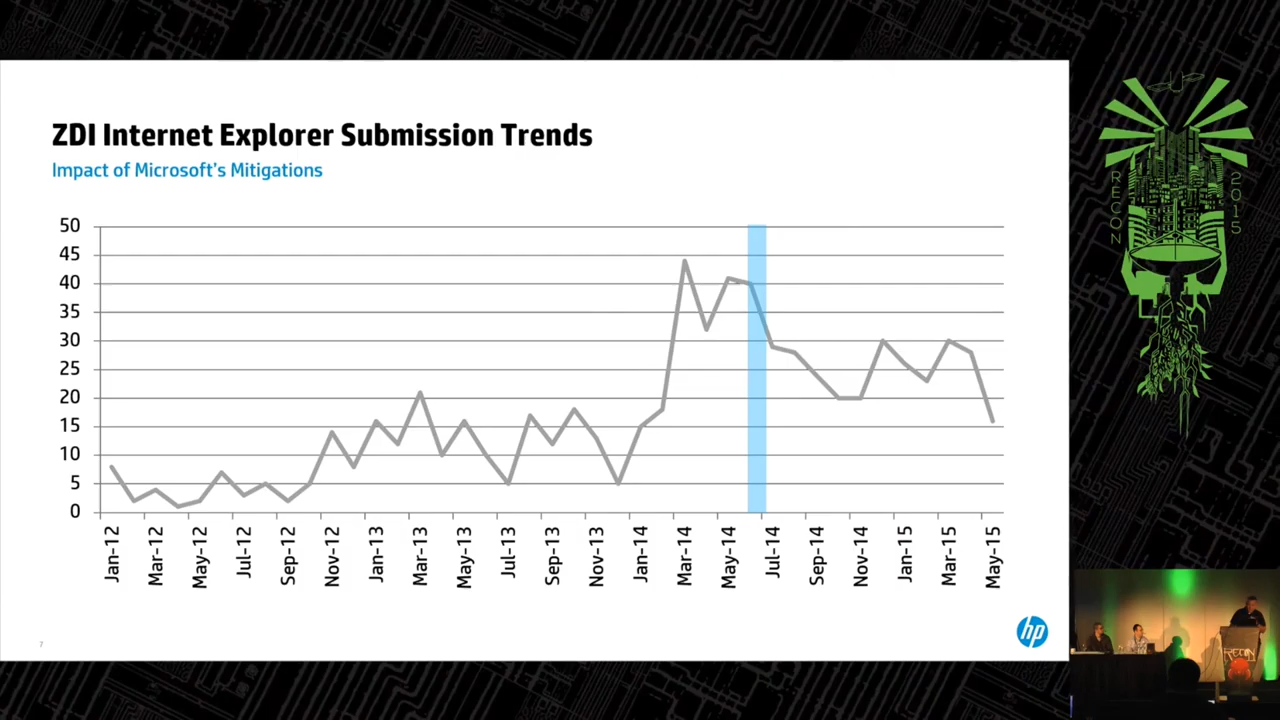 ZDI Internet Explorer Submission Trends
Impact of Microsoft's Mitigations
50
45
40
35
30
25
20
15
10
5
0
Jan-12
Mar-12
May-12
Jul-12
Sep-12
Nov-12
Jan-13
Mar-13
May-13
Jul-13
Sep-13
Nov-13
Jan-14
Mar-14
May-14
Jul-14
Sep-14
Nov-14
Jan-15
Mar-15
May-15
7
hp
RECON
2015
RECON